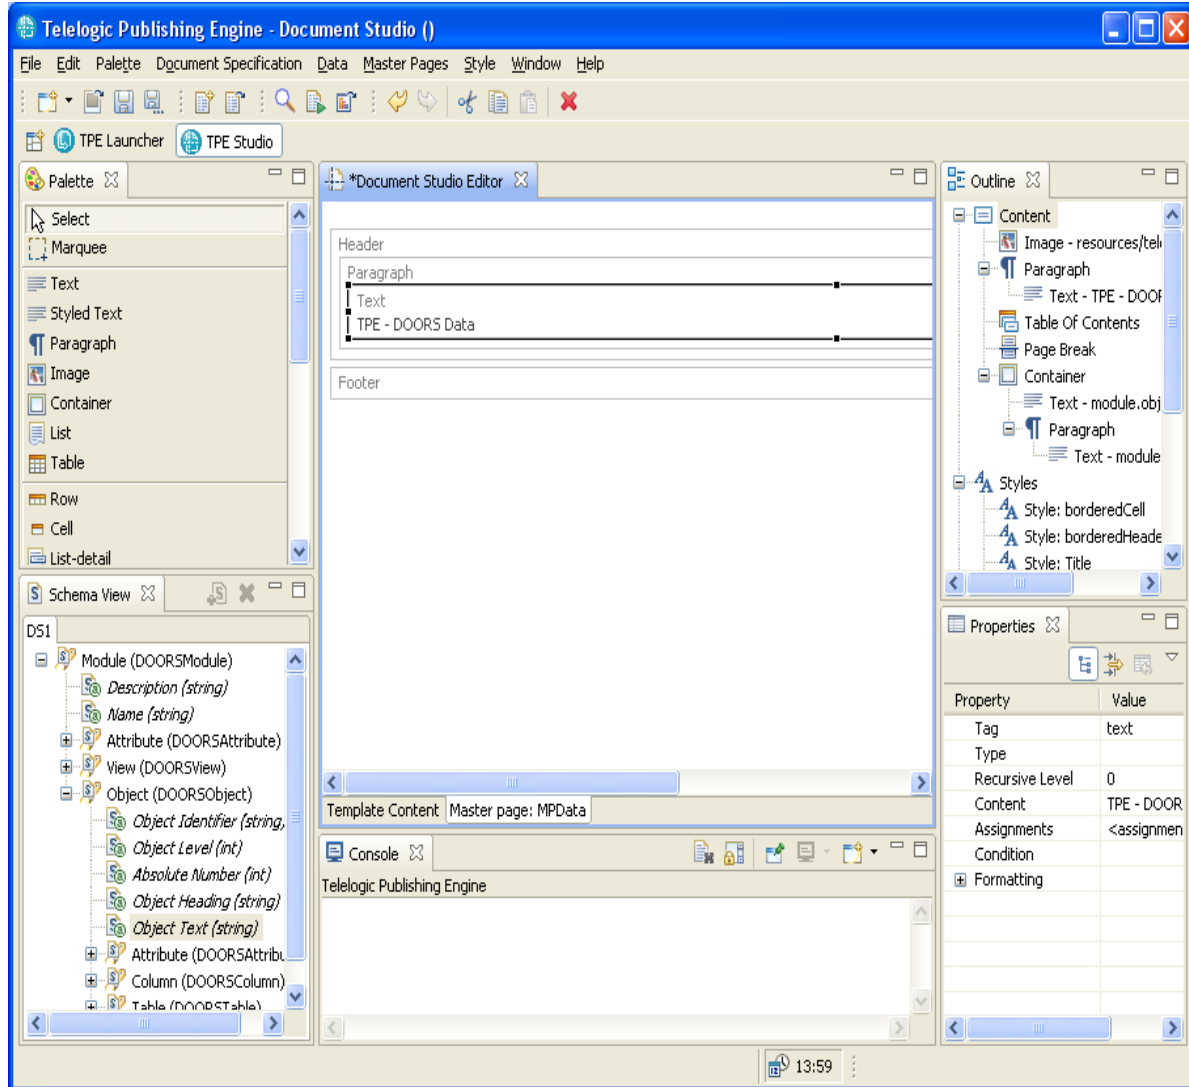 Telelogic Publishing Engine - Document Studio ()
File Edit Palette Document Specification Data Master Pages Style Window Help
TPE Launcher TPE Studio
Palette
Select
Marquee
Text
Styled Text
Paragraph
Image
Container
List
Table
Row
Cell
List-detail
*Document Studio Editor
Header
Paragraph
Text
TPE - DOORS Data
Footer
Template Content Master page: MPData
Outline
Content
Image - resources/tel
Paragraph
Text - TPE - DOOR
Table Of Contents
Page Break
Container
Text - module.obj
Paragraph
Text - module
Styles
Style: borderedCell
Style: borderedHeade
Style: Title
Schema View
DS1
Module (DOORSModule)
Description (string)
Name (string)
Attribute (DOORSAttribute)
View (DOORSView)
Object (DOORSObject)
Object Identifier (string,
Object Level (int)
Absolute Number (int)
Object Heading (string)
Object Text (string)
Attribute (DOORSAttribu
Column (DOORSColumn)
Table (DOORSTable)
Console
Telelogic Publishing Engine
Properties
Property Value
Tag text
Type
Recursive Level 0
Content TPE - DOOR
Assignments <assignmen
Condition
Formatting
13:59